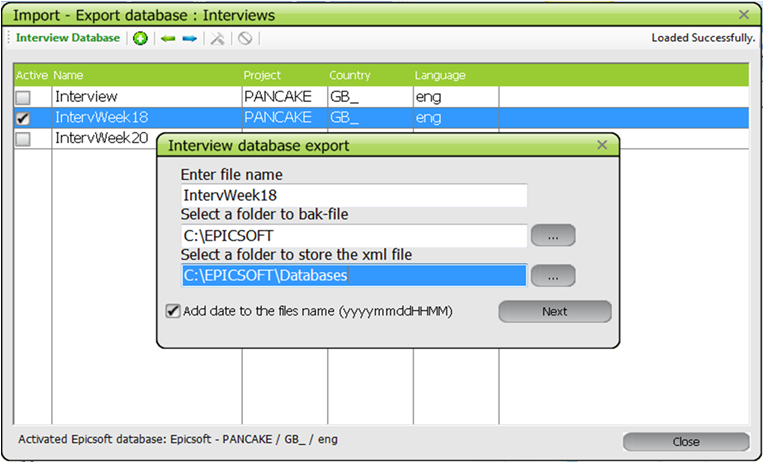 Import - Export database : Interviews
Interview Database Loaded Successfully.
Active Name Project Country Language
Interview PANCAKE GB_ eng
IntervWeek18 PANCAKE GB_ eng
IntervWeek20
Interview database export
Enter file name
IntervWeek18
Select a folder to bak-file
C:\EPICSOFT
...
Select a folder to store the xml file
C:\EPICSOFT\Databases
...
Add date to the files name (yyyymmddHHMM) Next
Activated Epicsoft database: Epicsoft - PANCAKE / GB_ / eng Close